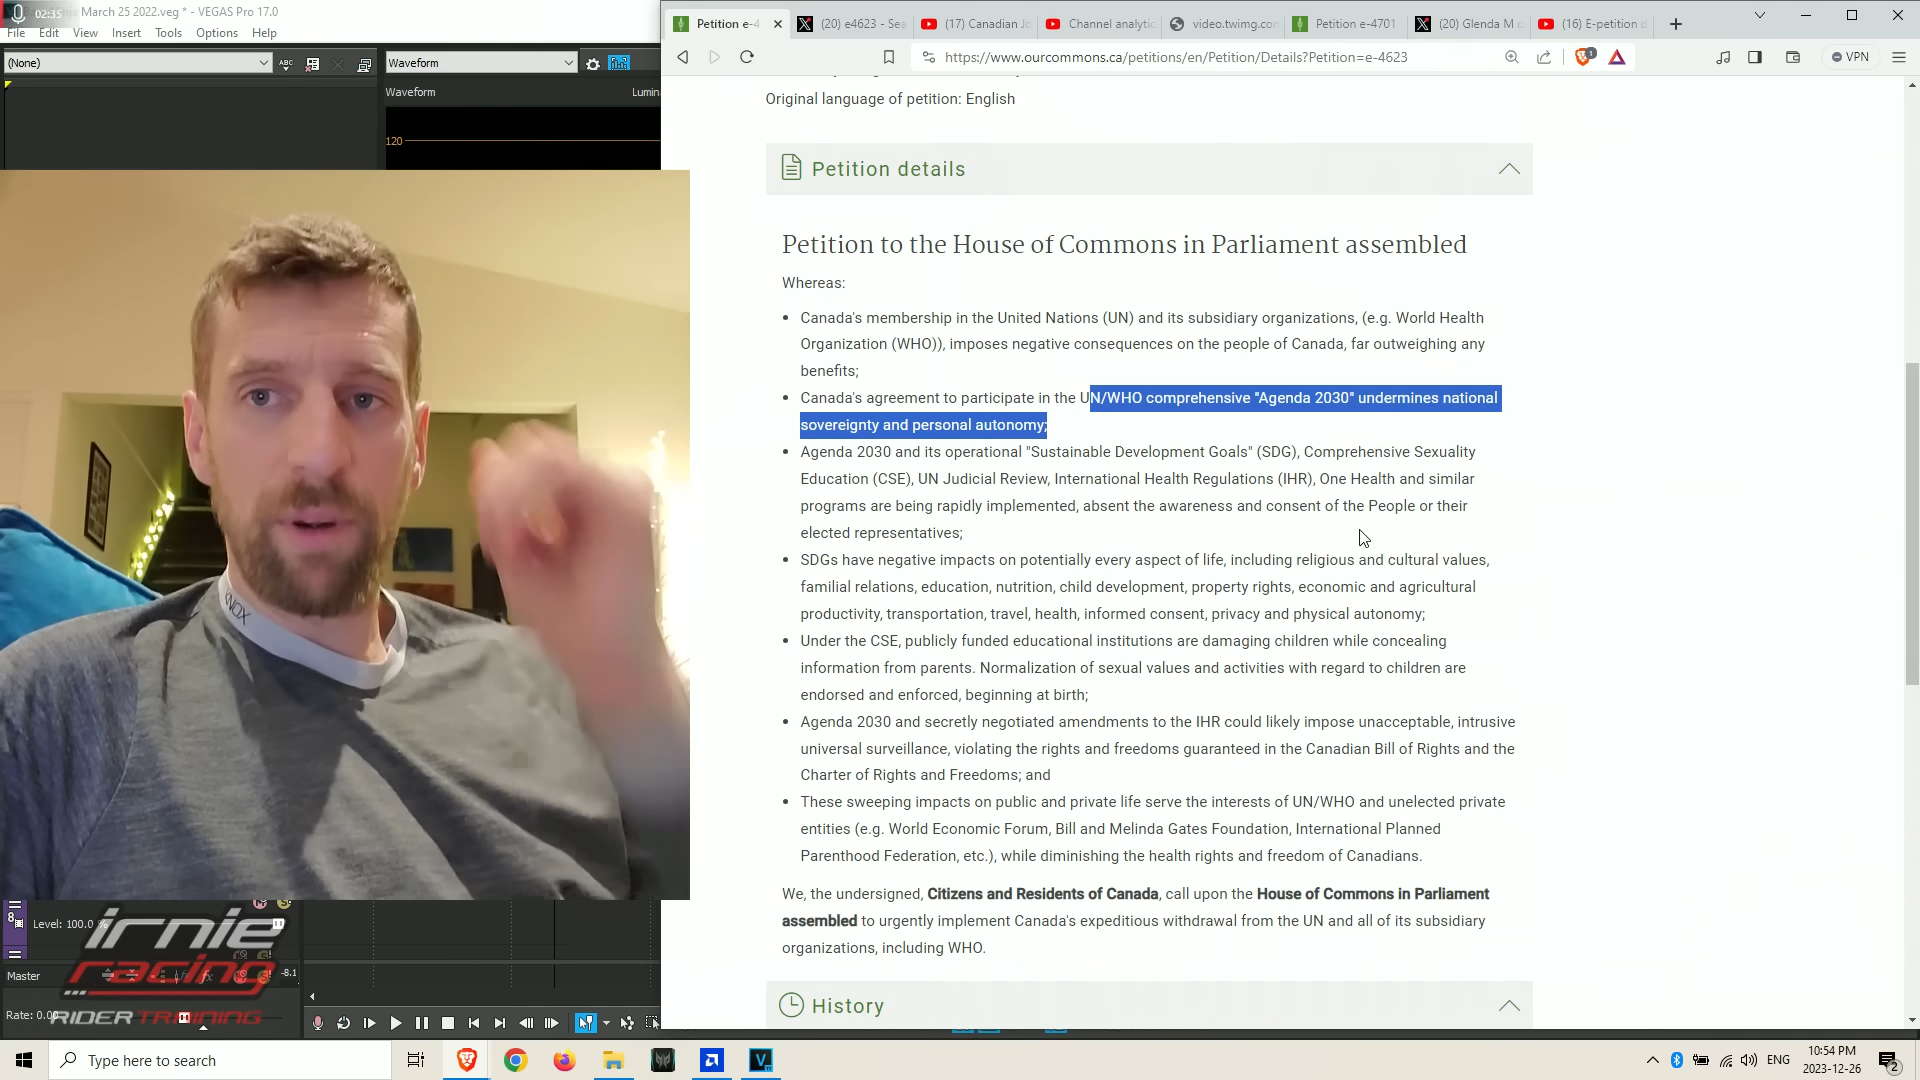 02:35
March 25 2022.veg * - VEGAS Pro 17.0
File Edit View Insert Tools Options Help
(None)
ABC
Waveform
Waveform
Lumin
120
Petition e-4
(20) e4623 - Sea
(17) Canadian Jo
Channel analytic
video.twimg.com
Petition e-4701
(20) Glenda M
(16) E-petition
https://www.ourcommons.ca/petitions/en/Petition/Details?Petition=e-4623
1
VPN
Original language of petition: English
Petition details
Petition to the House of Commons in Parliament assembled
Whereas:
• Canada's membership in the United Nations (UN) and its subsidiary organizations, (e.g. World Health
Organization (WHO)), imposes negative consequences on the people of Canada, far outweighing any
benefits;
• Canada's agreement to participate in the UN/WHO comprehensive "Agenda 2030" undermines national
sovereignty and personal autonomy;
• Agenda 2030 and its operational "Sustainable Development Goals" (SDG), Comprehensive Sexuality
Education (CSE), UN Judicial Review, International Health Regulations (IHR), One Health and similar
programs are being rapidly implemented, absent the awareness and consent of the People or their
elected representatives;
• SDGs have negative impacts on potentially every aspect of life, including religious and cultural values,
familial relations, education, nutrition, child development, property rights, economic and agricultural
productivity, transportation, travel, health, informed consent, privacy and physical autonomy;
• Under the CSE, publicly funded educational institutions are damaging children while concealing
information from parents. Normalization of sexual values and activities with regard to children are
endorsed and enforced, beginning at birth;
• Agenda 2030 and secretly negotiated amendments to the IHR could likely impose unacceptable, intrusive
universal surveillance, violating the rights and freedoms guaranteed in the Canadian Bill of Rights and the
Charter of Rights and Freedoms; and
• These sweeping impacts on public and private life serve the interests of UN/WHO and unelected private
entities (e.g. World Economic Forum, Bill and Melinda Gates Foundation, International Planned
Parenthood Federation, etc.), while diminishing the health rights and freedom of Canadians.
We, the undersigned, Citizens and Residents of Canada, call upon the House of Commons in Parliament
assembled to urgently implement Canada's expeditious withdrawal from the UN and all of its subsidiary
organizations, including WHO.
History
KNOX
8
Level: 100.0 %
Master
-8.1
Rate: 0.00
irnie
racing
RIDER TRAINING
Type here to search
ENG
10:54 PM
2023-12-26
2